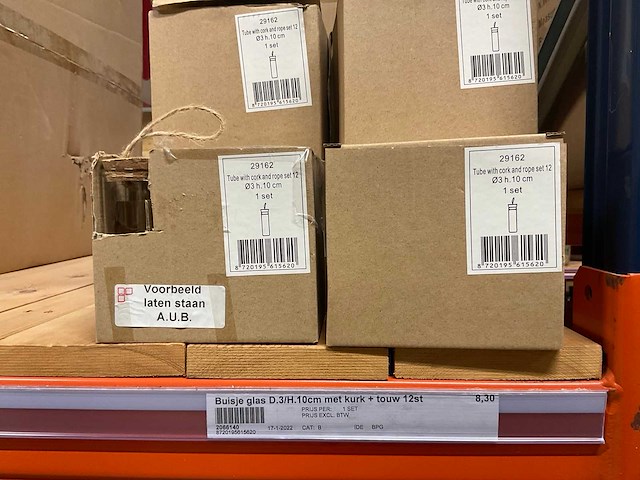 29162
Tube with cork and rope set 12
Ø3 h.10 cm
1 set
8 720195 615620
Tube with cork and rope set 12
Ø3 h.10 cm
1 set
8 720195 615620
29162
Tube with cork and rope set 12
Ø3 h.10 cm
1 set
8 720195 615620
29162
Tube with cork and rope set 12
Ø3 h.10 cm
1 set
8 720195 615620
Voorbeeld
laten staan
A.U.B.
Buisje glas D.3/H.10cm met kurk + touw 12st 8,30
PRIJS PER: 1 SET
PRIJS EXCL. BTW.
2086140 17-1-2022 CAT: B IDE BPG
8720195615620